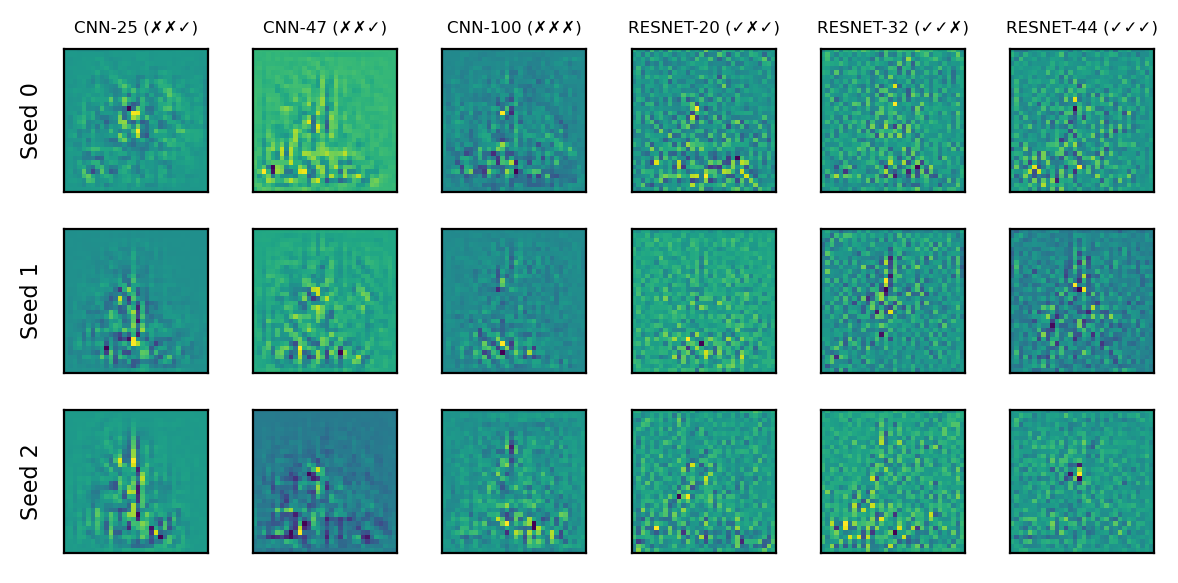 CNN-25 (✗✗✓) CNN-47 (✗✗✓) CNN-100 (✗✗✗) RESNET-20 (✓✗✓) RESNET-32 (✓✓✗) RESNET-44 (✓✓✓)
Seed 0
Seed 1
Seed 2